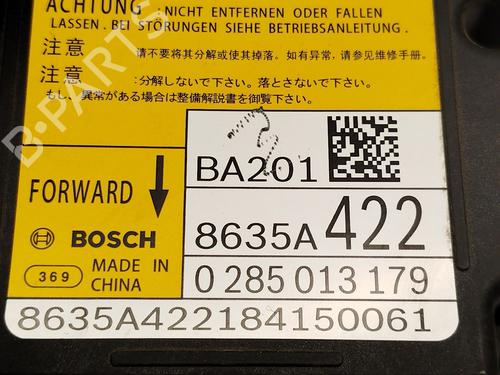 ACHTUNG NICHT ENTFERNEN ODER FALLEN
LASSEN. BEI STÖRUNGEN SIEHE BETRIEBSANLEITUNG.
注意 :请不要将其分解或使其掉落。如有异常,请参见维修手册。
注意 :分解しないで下さい。落とさないで下さい。
もし、異常がある場合は整備解説書を御覧下さい。
BA201
FORWARD
8635A422
BOSCH
0 285 013 179
369 MADE IN
CHINA
8635A422184150061
B-PARTS